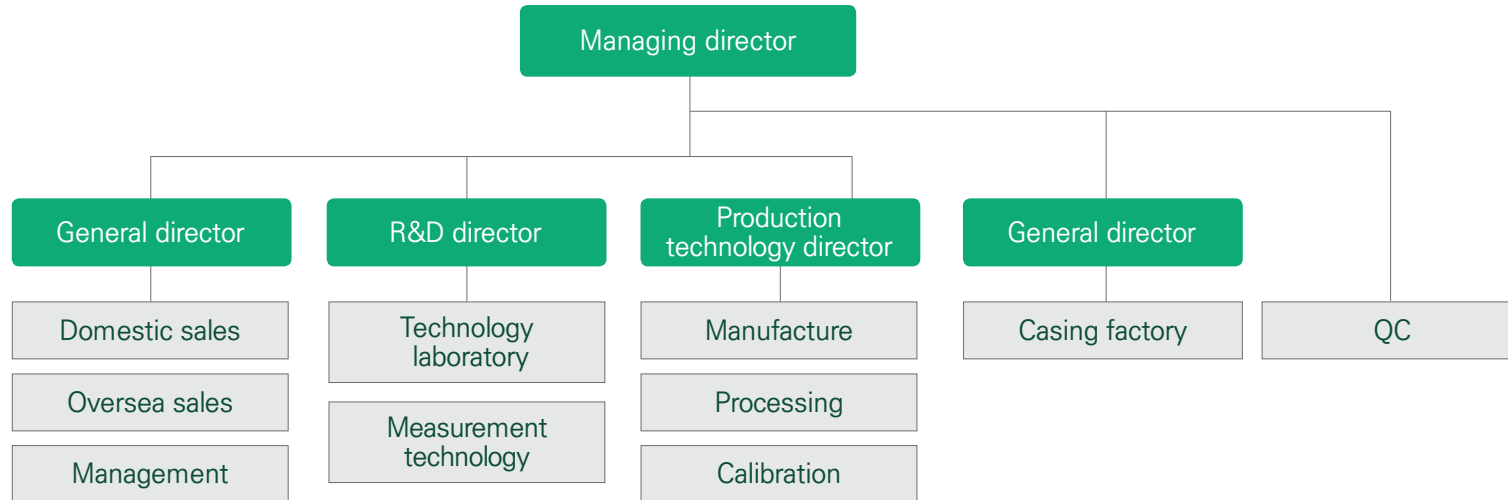 Managing director
General director
R&D director
Production
technology director
General director
Domestic sales
Technology
laboratory
Manufacture
Casing factory
QC
Oversea sales
Measurement
technology
Processing
Management
Calibration